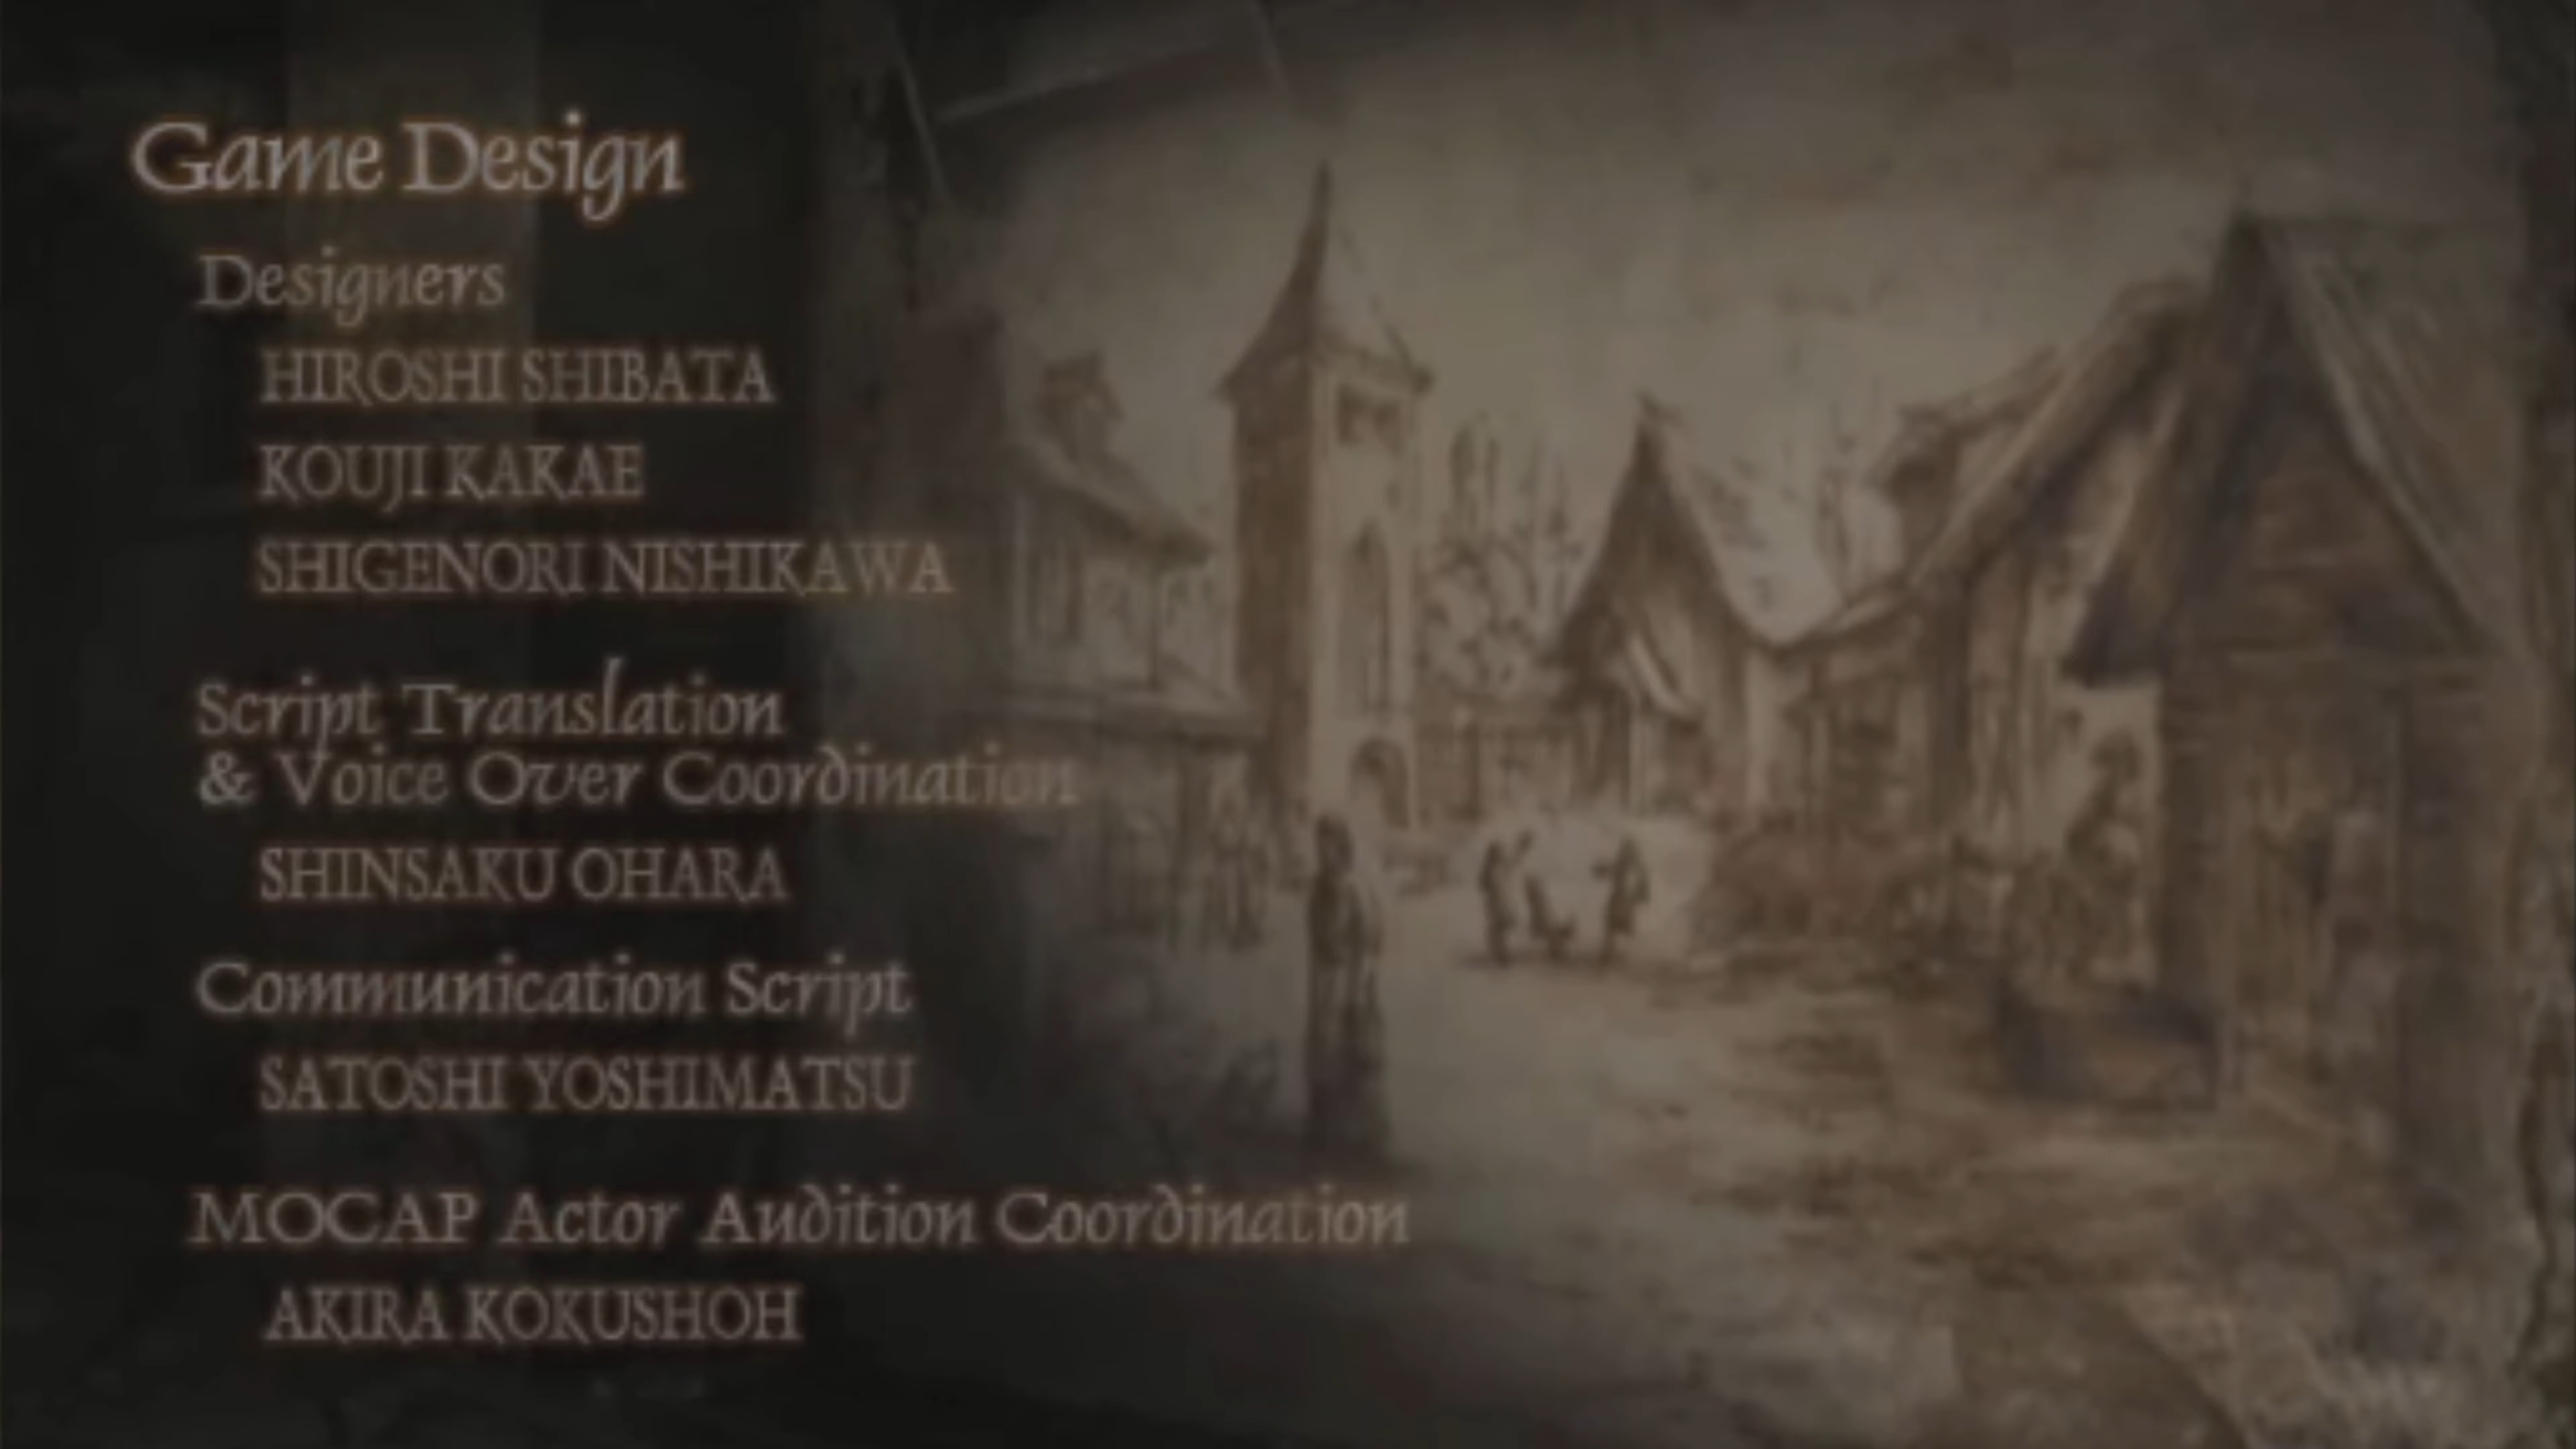 Game Design
Designers
HIROSHI SHIBATA
KOUJI KAKAE
SHIGENORI NISHIKAWA
Script Translation
& Voice Over Coordination
SHINSAKU OHARA
Communication Script
SATOSHI YOSHIMATSU
MOCAP Actor Audition Coordination
AKIRA KOKUSHOH